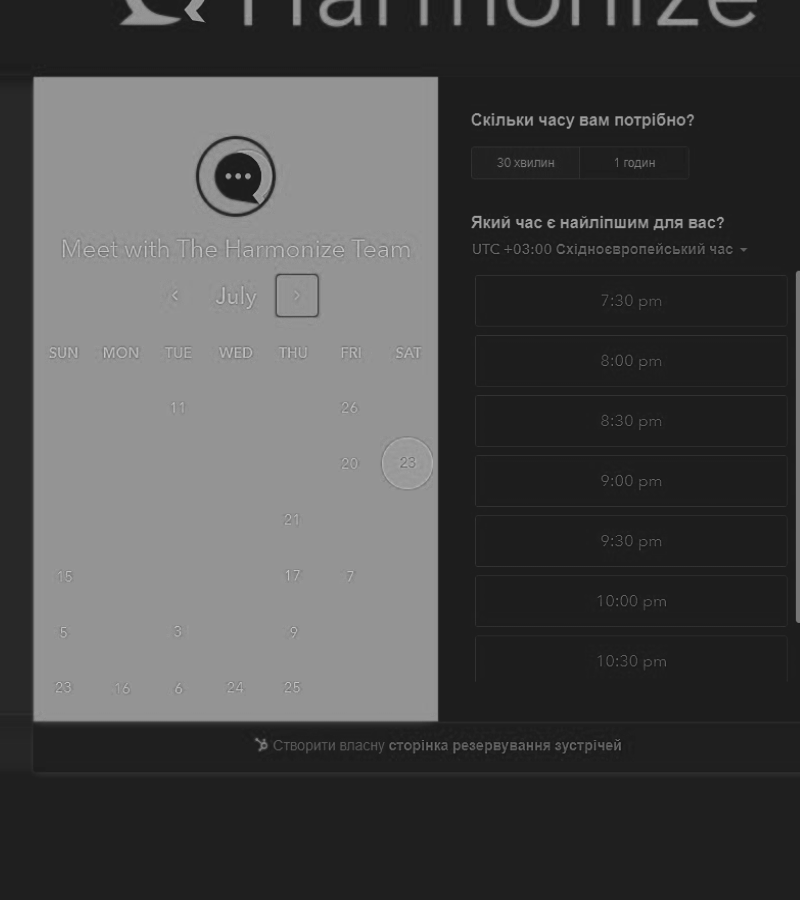 Harmonize
Meet with The Harmonize Team
July
SUN MON TUE WED THU FRI SAT
11 26
20 23
21
15 17 7
5 3 9
23 16 6 24 25
Скільки часу вам потрібно?
30 хвилин 1 годин
Який час є найліпшим для вас?
UTC +03:00 Східноєвропейський час
7:30 pm
8:00 pm
8:30 pm
9:00 pm
9:30 pm
10:00 pm
10:30 pm
Створити власну сторінка резервування зустрічей